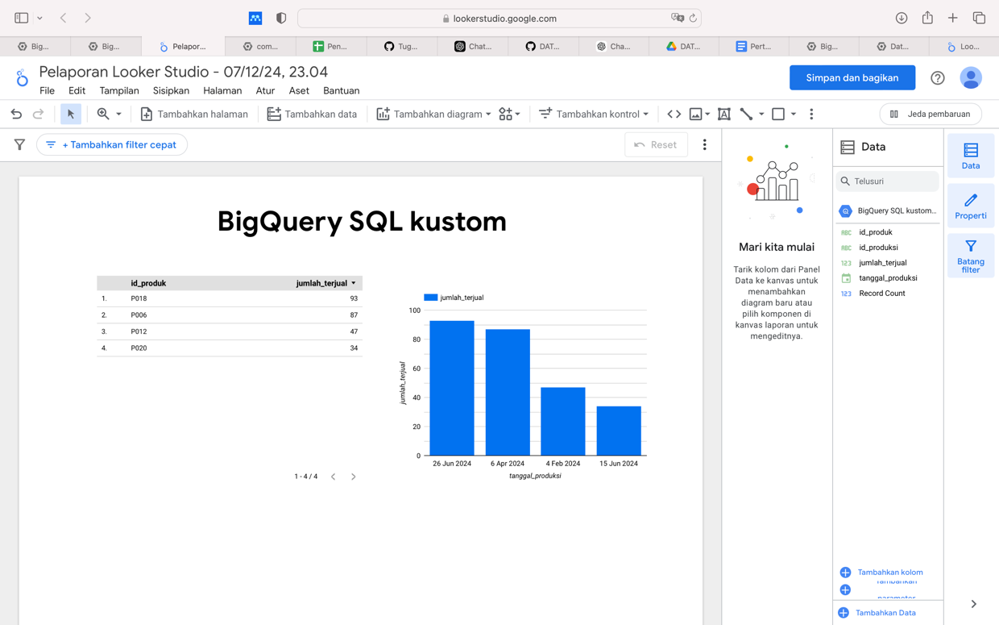 lookerstudio.google.com
Big...
Big...
Pelapor...
com...
Pen...
Tug...
Chat...
DAT...
Cha...
DAT...
Pert...
Big...
Dat...
Loo...
Pelaporan Looker Studio - 07/12/24, 23.04
File Edit Tampilan Sisipkan Halaman Atur Aset Bantuan
Simpan dan bagikan
Tambahkan halaman
Tambahkan data
Tambahkan diagram
Tambahkan kontrol
Jeda pembaruan
+ Tambahkan filter cepat
Reset
BigQuery SQL kustom
id_produk jumlah_terjual
1. P018 93
2. P006 87
3. P012 47
4. P020 34
1 - 4 / 4
jumlah_terjual
100
80
60
40
20
0
jumlah_terjual
26 Jun 2024 6 Apr 2024 4 Feb 2024 15 Jun 2024
tanggal_produksi
Mari kita mulai
Tarik kolom dari Panel
Data ke kanvas untuk
menambahkan
diagram baru atau
pilih komponen di
kanvas laporan untuk
mengeditnya.
Data
Telusuri
BigQuery SQL kustom...
ABC id_produk
ABC id_produksi
123 jumlah_terjual
tanggal_produksi
123 Record Count
Tambahkan kolom
Tambahkan
parameter
Tambahkan Data
Data
Properti
Batang
filter